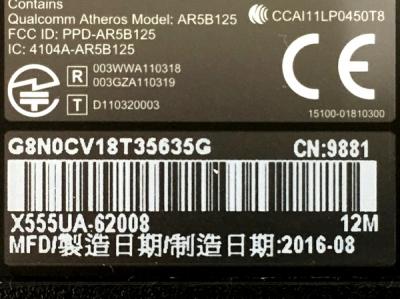 Contains
Qualcomm Atheros Model: AR5B125
FCC ID: PPD-AR5B125
IC: 4104A-AR5B125
CCAI11LP0450T8
R 003WWA110318
003GZA110319
T D110320003
15100-01810300
G8N0CV18T35635G CN:9881
X555UA-62008 12M
MFD/製造日期/制造日期:2016-08